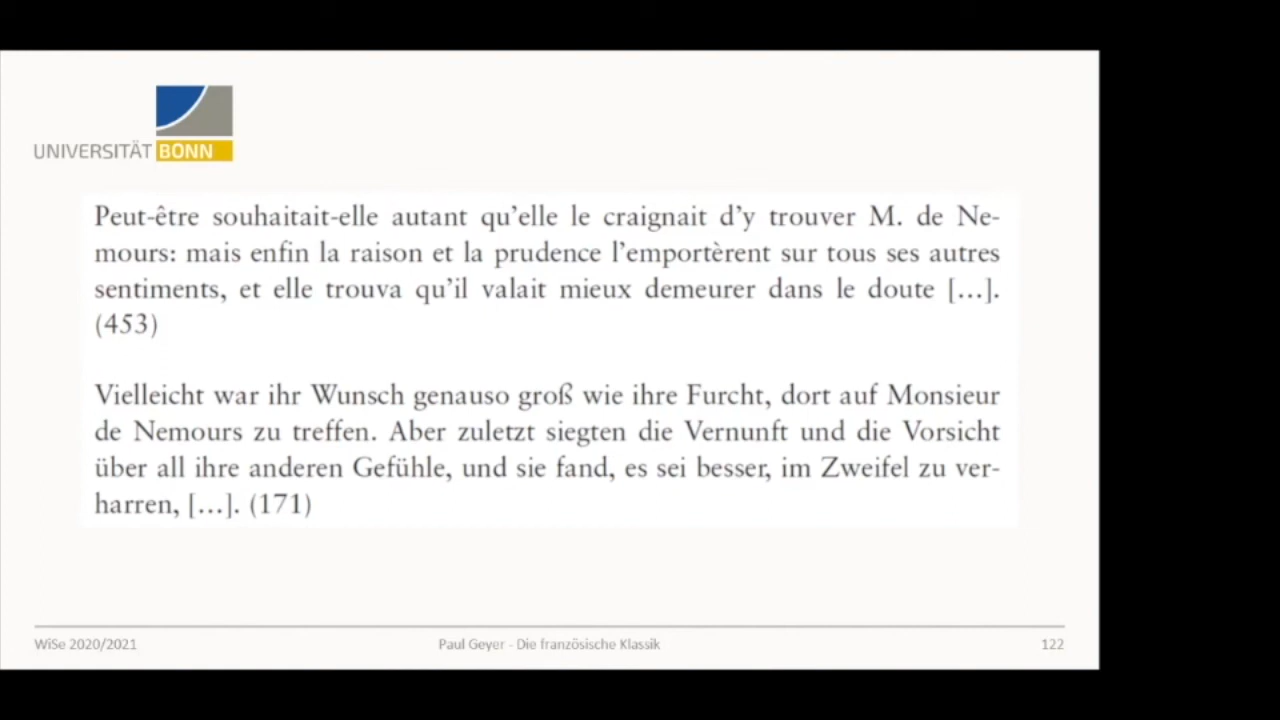 UNIVERSITÄT BONN
Peut-être souhaitait-elle autant qu’elle le craignait d’y trouver M. de Ne-
mours: mais enfin la raison et la prudence l’emportèrent sur tous ses autres
sentiments, et elle trouva qu’il valait mieux demeurer dans le doute […].
(453)
Vielleicht war ihr Wunsch genauso groß wie ihre Furcht, dort auf Monsieur
de Nemours zu treffen. Aber zuletzt siegten die Vernunft und die Vorsicht
über all ihre anderen Gefühle, und sie fand, es sei besser, im Zweifel zu ver-
harren, […]. (171)
WiSe 2020/2021 Paul Geyer - Die französische Klassik 122